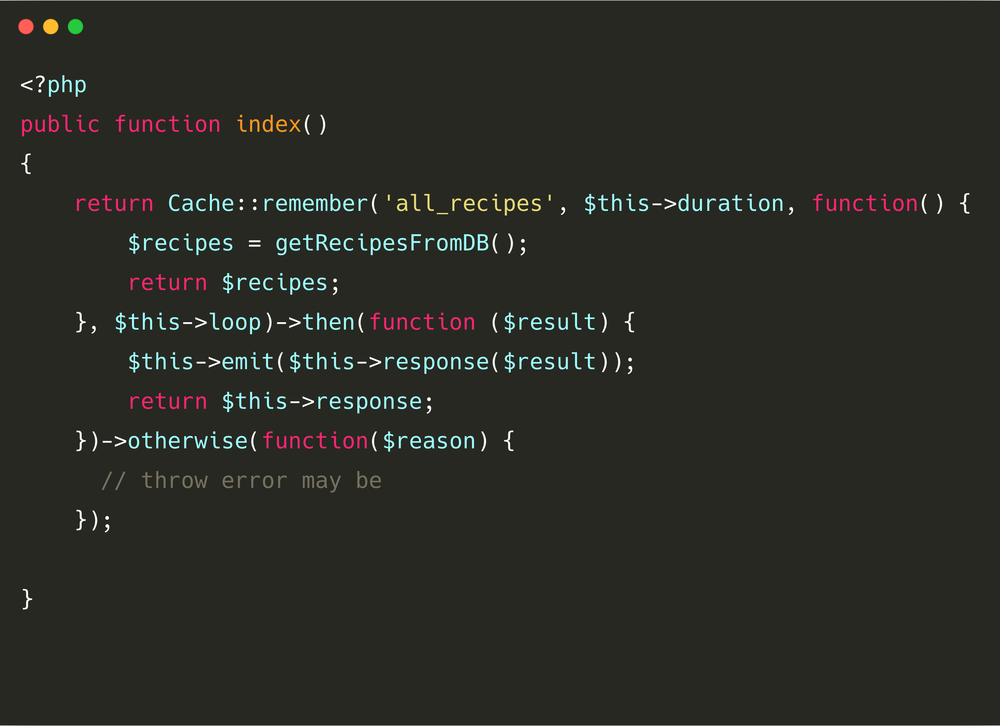 <?php
public function index()
{
    return Cache::remember('all_recipes', $this->duration, function() {
        $recipes = getRecipesFromDB();
        return $recipes;
    }, $this->loop)->then(function ($result) {
        $this->emit($this->response($result));
        return $this->response;
    })->otherwise(function($reason) {
      // throw error may be
    });
}